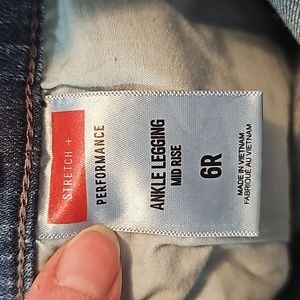 STRETCH +
PERFORMANCE
ANKLE LEGGING
MID RISE
6R
MADE IN VIETNAM
FABRIQUÉ AU VIETNAM